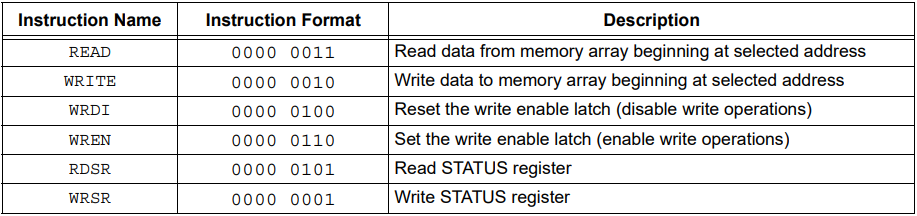 Instruction Name Instruction Format Description
READ 0000 0011 Read data from memory array beginning at selected address
WRITE 0000 0010 Write data to memory array beginning at selected address
WRDI 0000 0100 Reset the write enable latch (disable write operations)
WREN 0000 0110 Set the write enable latch (enable write operations)
RDSR 0000 0101 Read STATUS register
WRSR 0000 0001 Write STATUS register